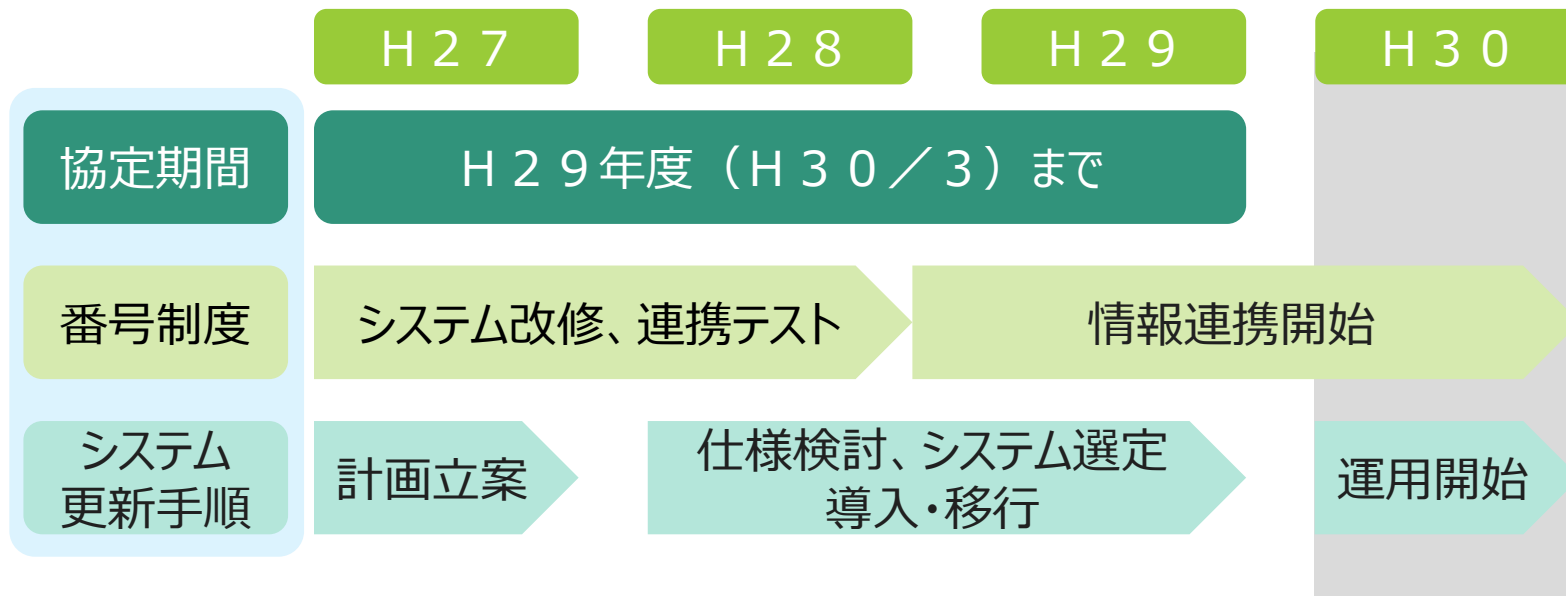 H27
H28
H29
H30
協定期間
H29年度（H30／3）まで
番号制度
システム改修、連携テスト
情報連携開始
システム
更新手順
計画立案
仕様検討、システム選定
導入・移行
運用開始